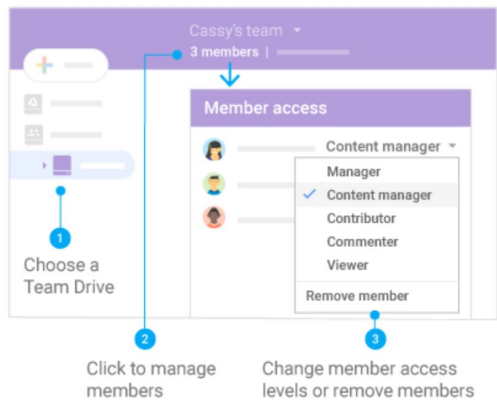 Cassy's team
3 members |
Member access
Content manager
Manager
Content manager
Contributor
Commenter
Viewer
Remove member
1
Choose a
Team Drive
2
Click to manage
members
3
Change member access
levels or remove members